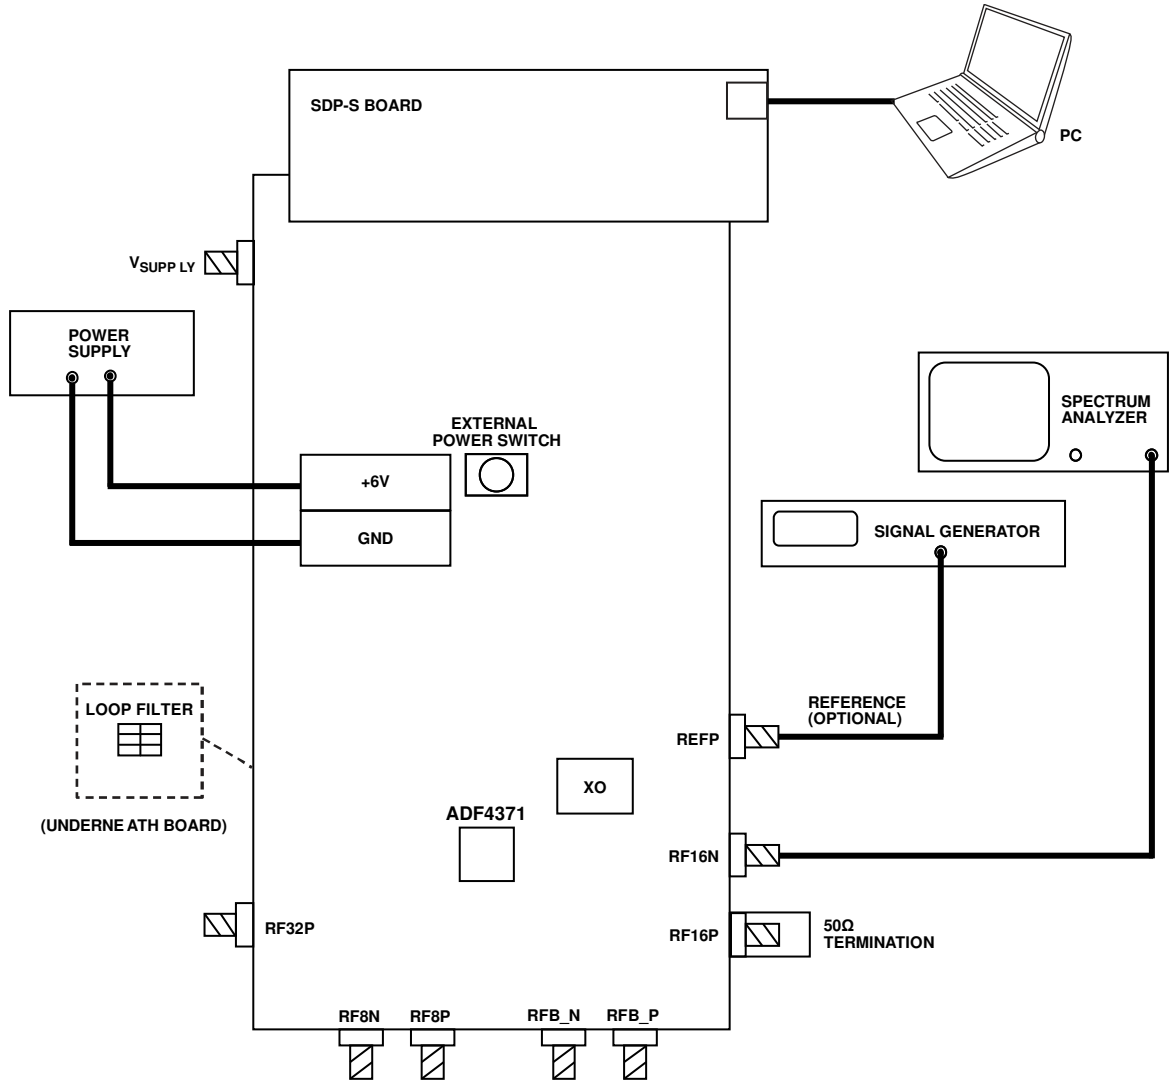 SDP-S BOARD
PC
VSUPP LY
POWER
SUPPLY
EXTERNAL
POWER SWITCH
SPECTRUM
ANALYZER
+6V
GND
SIGNAL GENERATOR
LOOP FILTER
(UNDERNE ATH BOARD)
REFERENCE
(OPTIONAL)
REFP
XO
ADF4371
RF16N
RF32P
RF16P
50Ω
TERMINATION
RF8N
RF8P
RFB_N
RFB_P